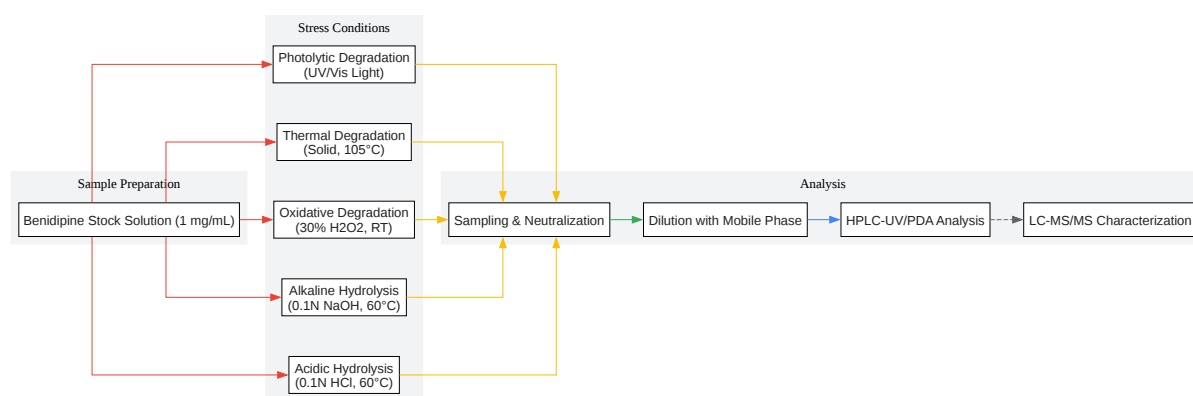 Stress Conditions
Photolytic Degradation
(UV/Vis Light)
Thermal Degradation
(Solid, 105°C)
Sample Preparation
Analysis
Benidipine Stock Solution (1 mg/mL)
Oxidative Degradation
(30% H2O2, RT)
Sampling & Neutralization
Dilution with Mobile Phase
HPLC-UV/PDA Analysis
LC-MS/MS Characterization
Alkaline Hydrolysis
(0.1N NaOH, 60°C)
Acidic Hydrolysis
(0.1N HCl, 60°C)